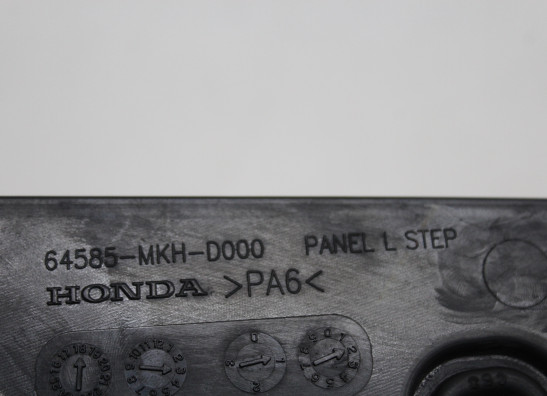 64585-MKH-D000 PANEL L STEP
HONDA >PA6<